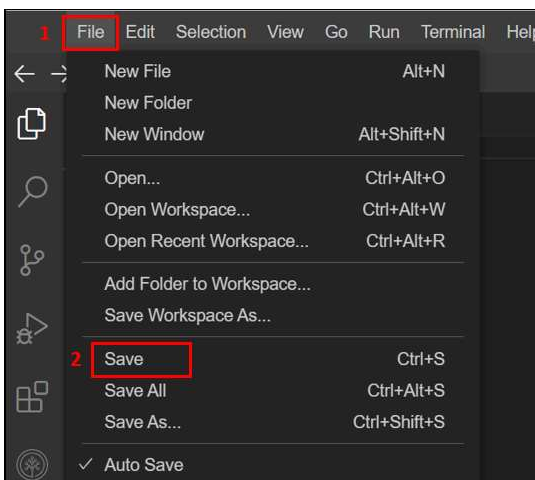 1 File Edit Selection View Go Run Terminal Help
New File Alt+N
New Folder
New Window Alt+Shift+N
Open... Ctrl+Alt+O
Open Workspace... Ctrl+Alt+W
Open Recent Workspace... Ctrl+Alt+R
Add Folder to Workspace...
Save Workspace As...
2 Save Ctrl+S
Save All Ctrl+Alt+S
Save As... Ctrl+Shift+S
✓ Auto Save